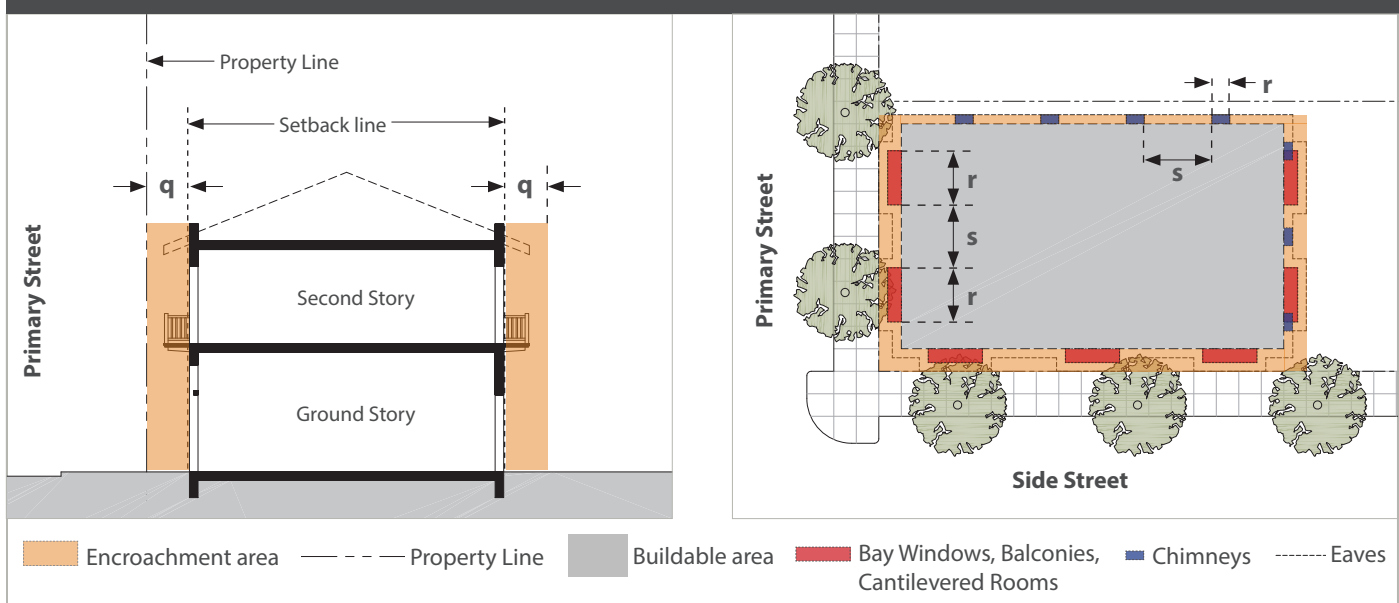 Property Line
Setback line
q
q
Primary Street
Second Story
Ground Story
r
s
r
s
r
Primary Street
Side Street
Encroachment area
Property Line
Buildable area
Bay Windows, Balconies,
Cantilevered Rooms
Chimneys
Eaves